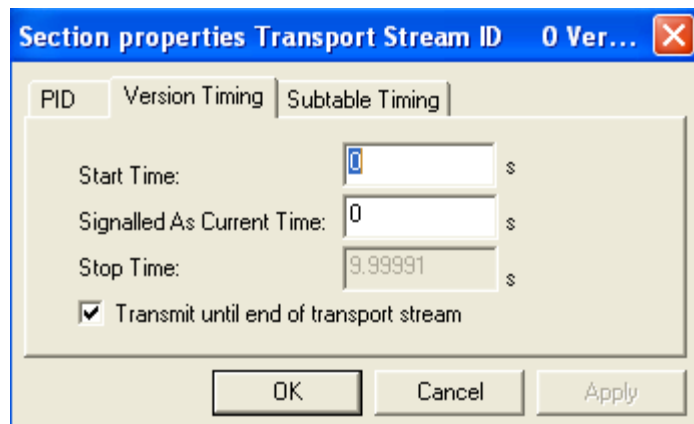 Section properties Transport Stream ID 0 Ver...
PID Version Timing Subtable Timing
Start Time: 0 s
Signalled As Current Time: 0 s
Stop Time: 9.99991 s
Transmit until end of transport stream
OK Cancel Apply